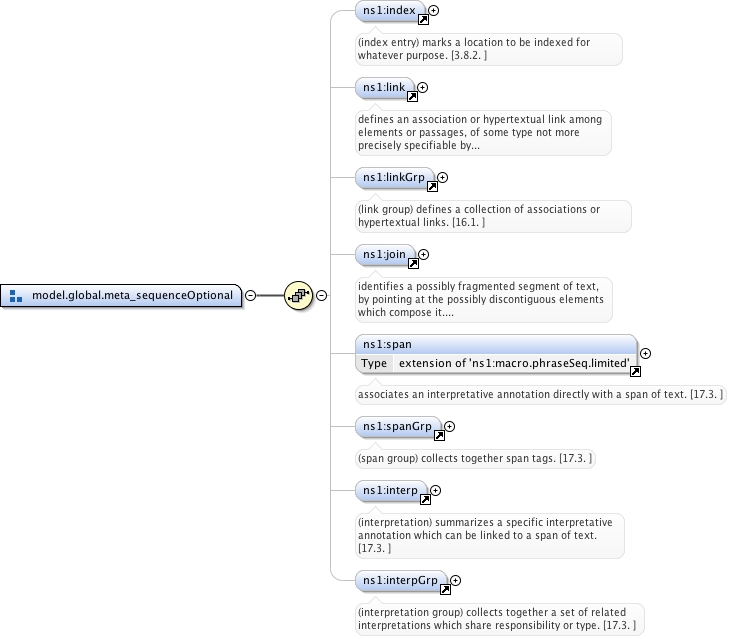 ns1:index
(index entry) marks a location to be indexed for
whatever purpose. [3.8.2. ]
ns1:link
defines an association or hypertextual link among
elements or passages, of some type not more
precisely specifiable by...
ns1:linkGrp
(link group) defines a collection of associations or
hypertextual links. [16.1. ]
ns1:join
identifies a possibly fragmented segment of text,
by pointing at the possibly discontiguous elements
which compose it....
model.global.meta_sequenceOptional
ns1:span
Type extension of 'ns1:macro.phraseSeq.limited'
associates an interpretative annotation directly with a span of text. [17.3. ]
ns1:spanGrp
(span group) collects together span tags. [17.3. ]
ns1:interp
(interpretation) summarizes a specific interpretative
annotation which can be linked to a span of text.
[17.3. ]
ns1:interpGrp
(interpretation group) collects together a set of related
interpretations which share responsibility or type. [17.3. ]